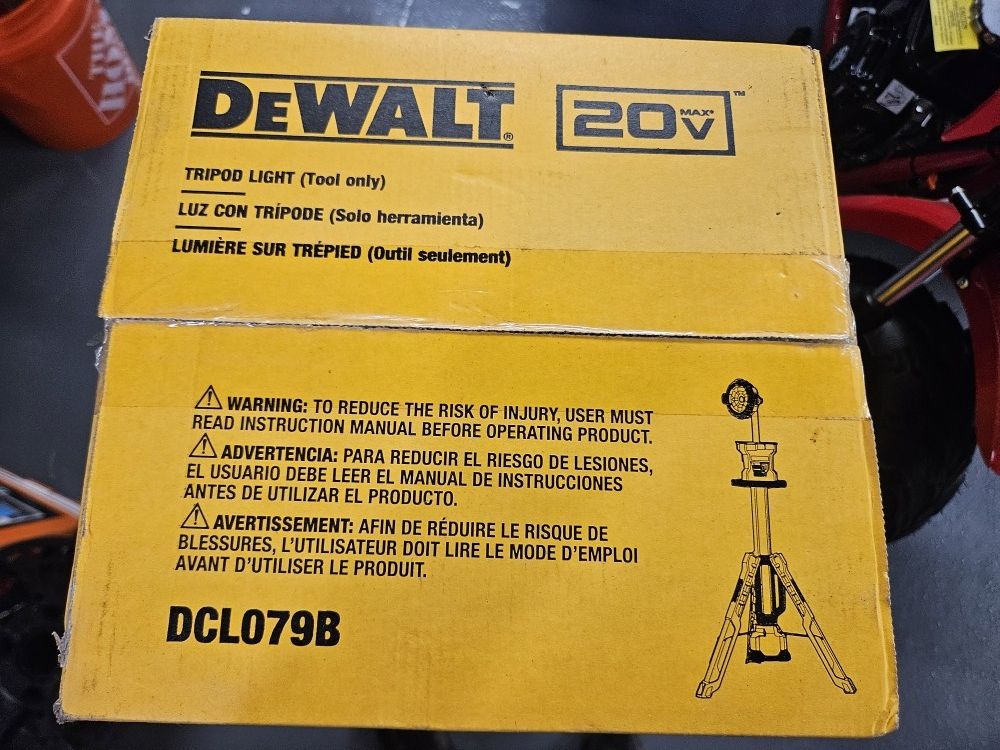 DEWALT®
20V MAX* ™
TRIPOD LIGHT (Tool only)
LUZ CON TRÍPODE (Solo herramienta)
LUMIÈRE SUR TRÉPIED (Outil seulement)
WARNING: TO REDUCE THE RISK OF INJURY, USER MUST
READ INSTRUCTION MANUAL BEFORE OPERATING PRODUCT.
ADVERTENCIA: PARA REDUCIR EL RIESGO DE LESIONES,
EL USUARIO DEBE LEER EL MANUAL DE INSTRUCCIONES
ANTES DE UTILIZAR EL PRODUCTO.
AVERTISSEMENT: AFIN DE RÉDUIRE LE RISQUE DE
BLESSURES, L'UTILISATEUR DOIT LIRE LE MODE D'EMPLOI
AVANT D'UTILISER LE PRODUIT.
DCL079B